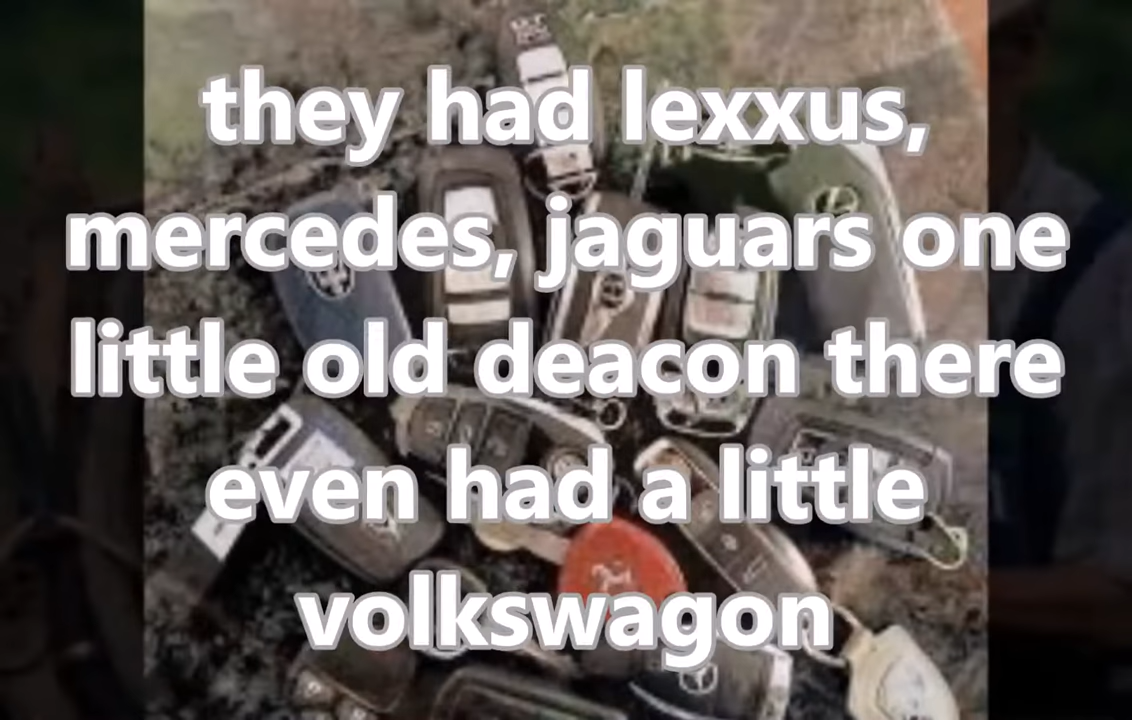 they had lexxus,
mercedes, jaguars one
little old deacon there
even had a little
volkswagon